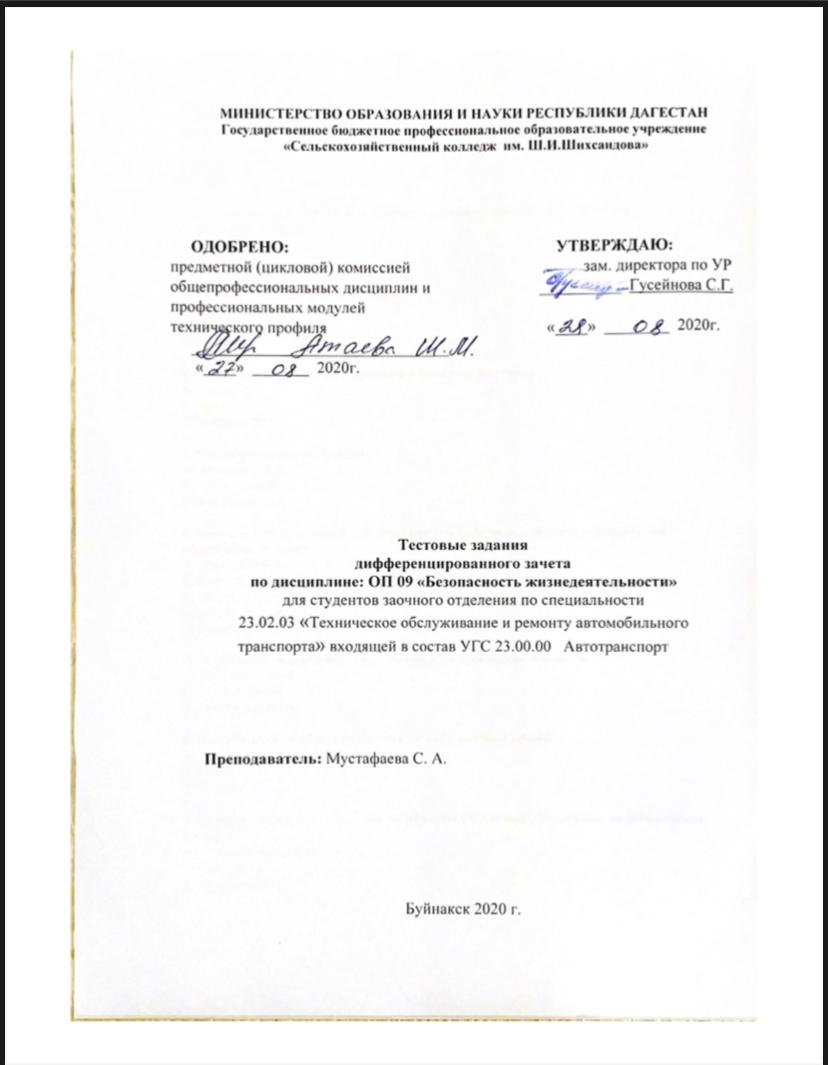 МИНИСТЕРСТВО ОБРАЗОВАНИЯ И НАУКИ РЕСПУБЛИКИ ДАГЕСТАН
Государственное бюджетное профессиональное образовательное учреждение
«Сельскохозяйственный колледж им. Ш.И.Шихсаидова»
ОДОБРЕНО:
предметной (цикловой) комиссией
общепрофессиональных дисциплин и
профессиональных модулей
технического профиля
Атаева Ш.М.
«27» 08 2020г.
УТВЕРЖДАЮ:
зам. директора по УР
Гусейнова С.Г.
«28» 08 2020г.
Тестовые задания
дифференцированного зачета
по дисциплине: ОП 09 «Безопасность жизнедеятельности»
для студентов заочного отделения по специальности
23.02.03 «Техническое обслуживание и ремонту автомобильного
транспорта» входящей в состав УГС 23.00.00 Автотранспорт
Преподаватель: Мустафаева С. А.
Буйнакск 2020 г.